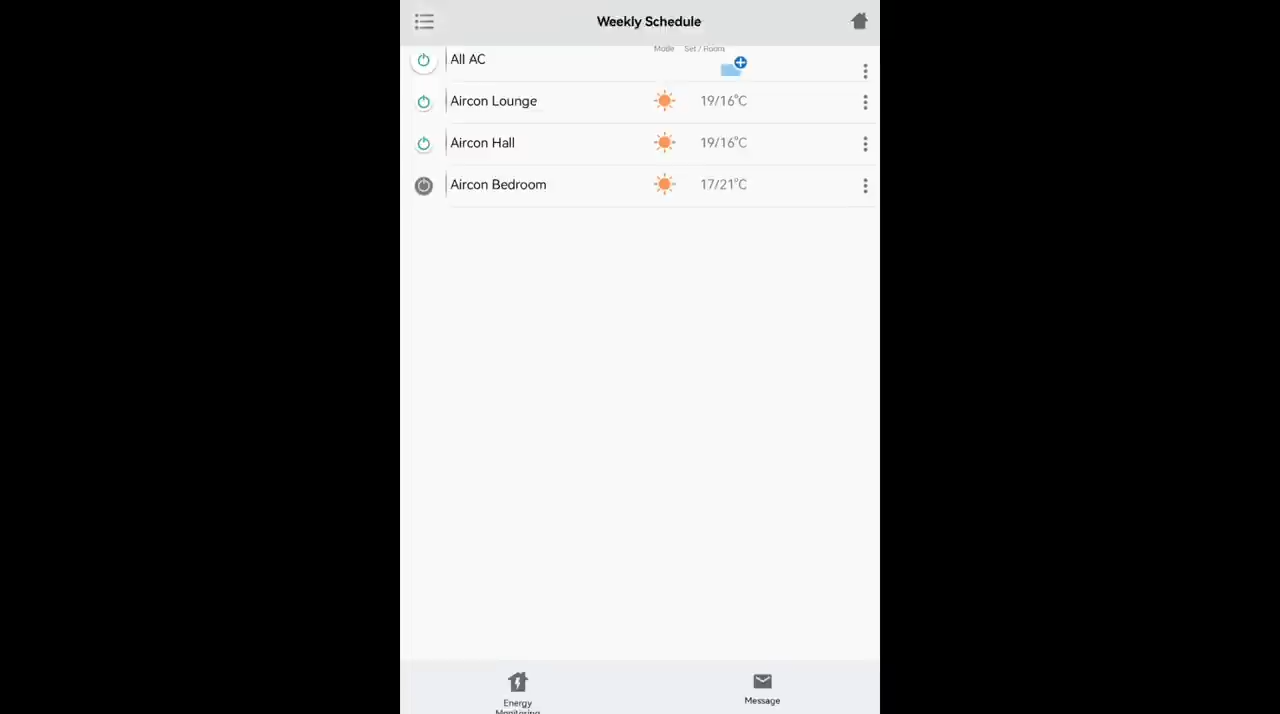 Weekly Schedule
Mode Set / Room
All AC
Aircon Lounge 19/16°C
Aircon Hall 19/16°C
Aircon Bedroom 17/21°C
Energy
Monitoring
Message